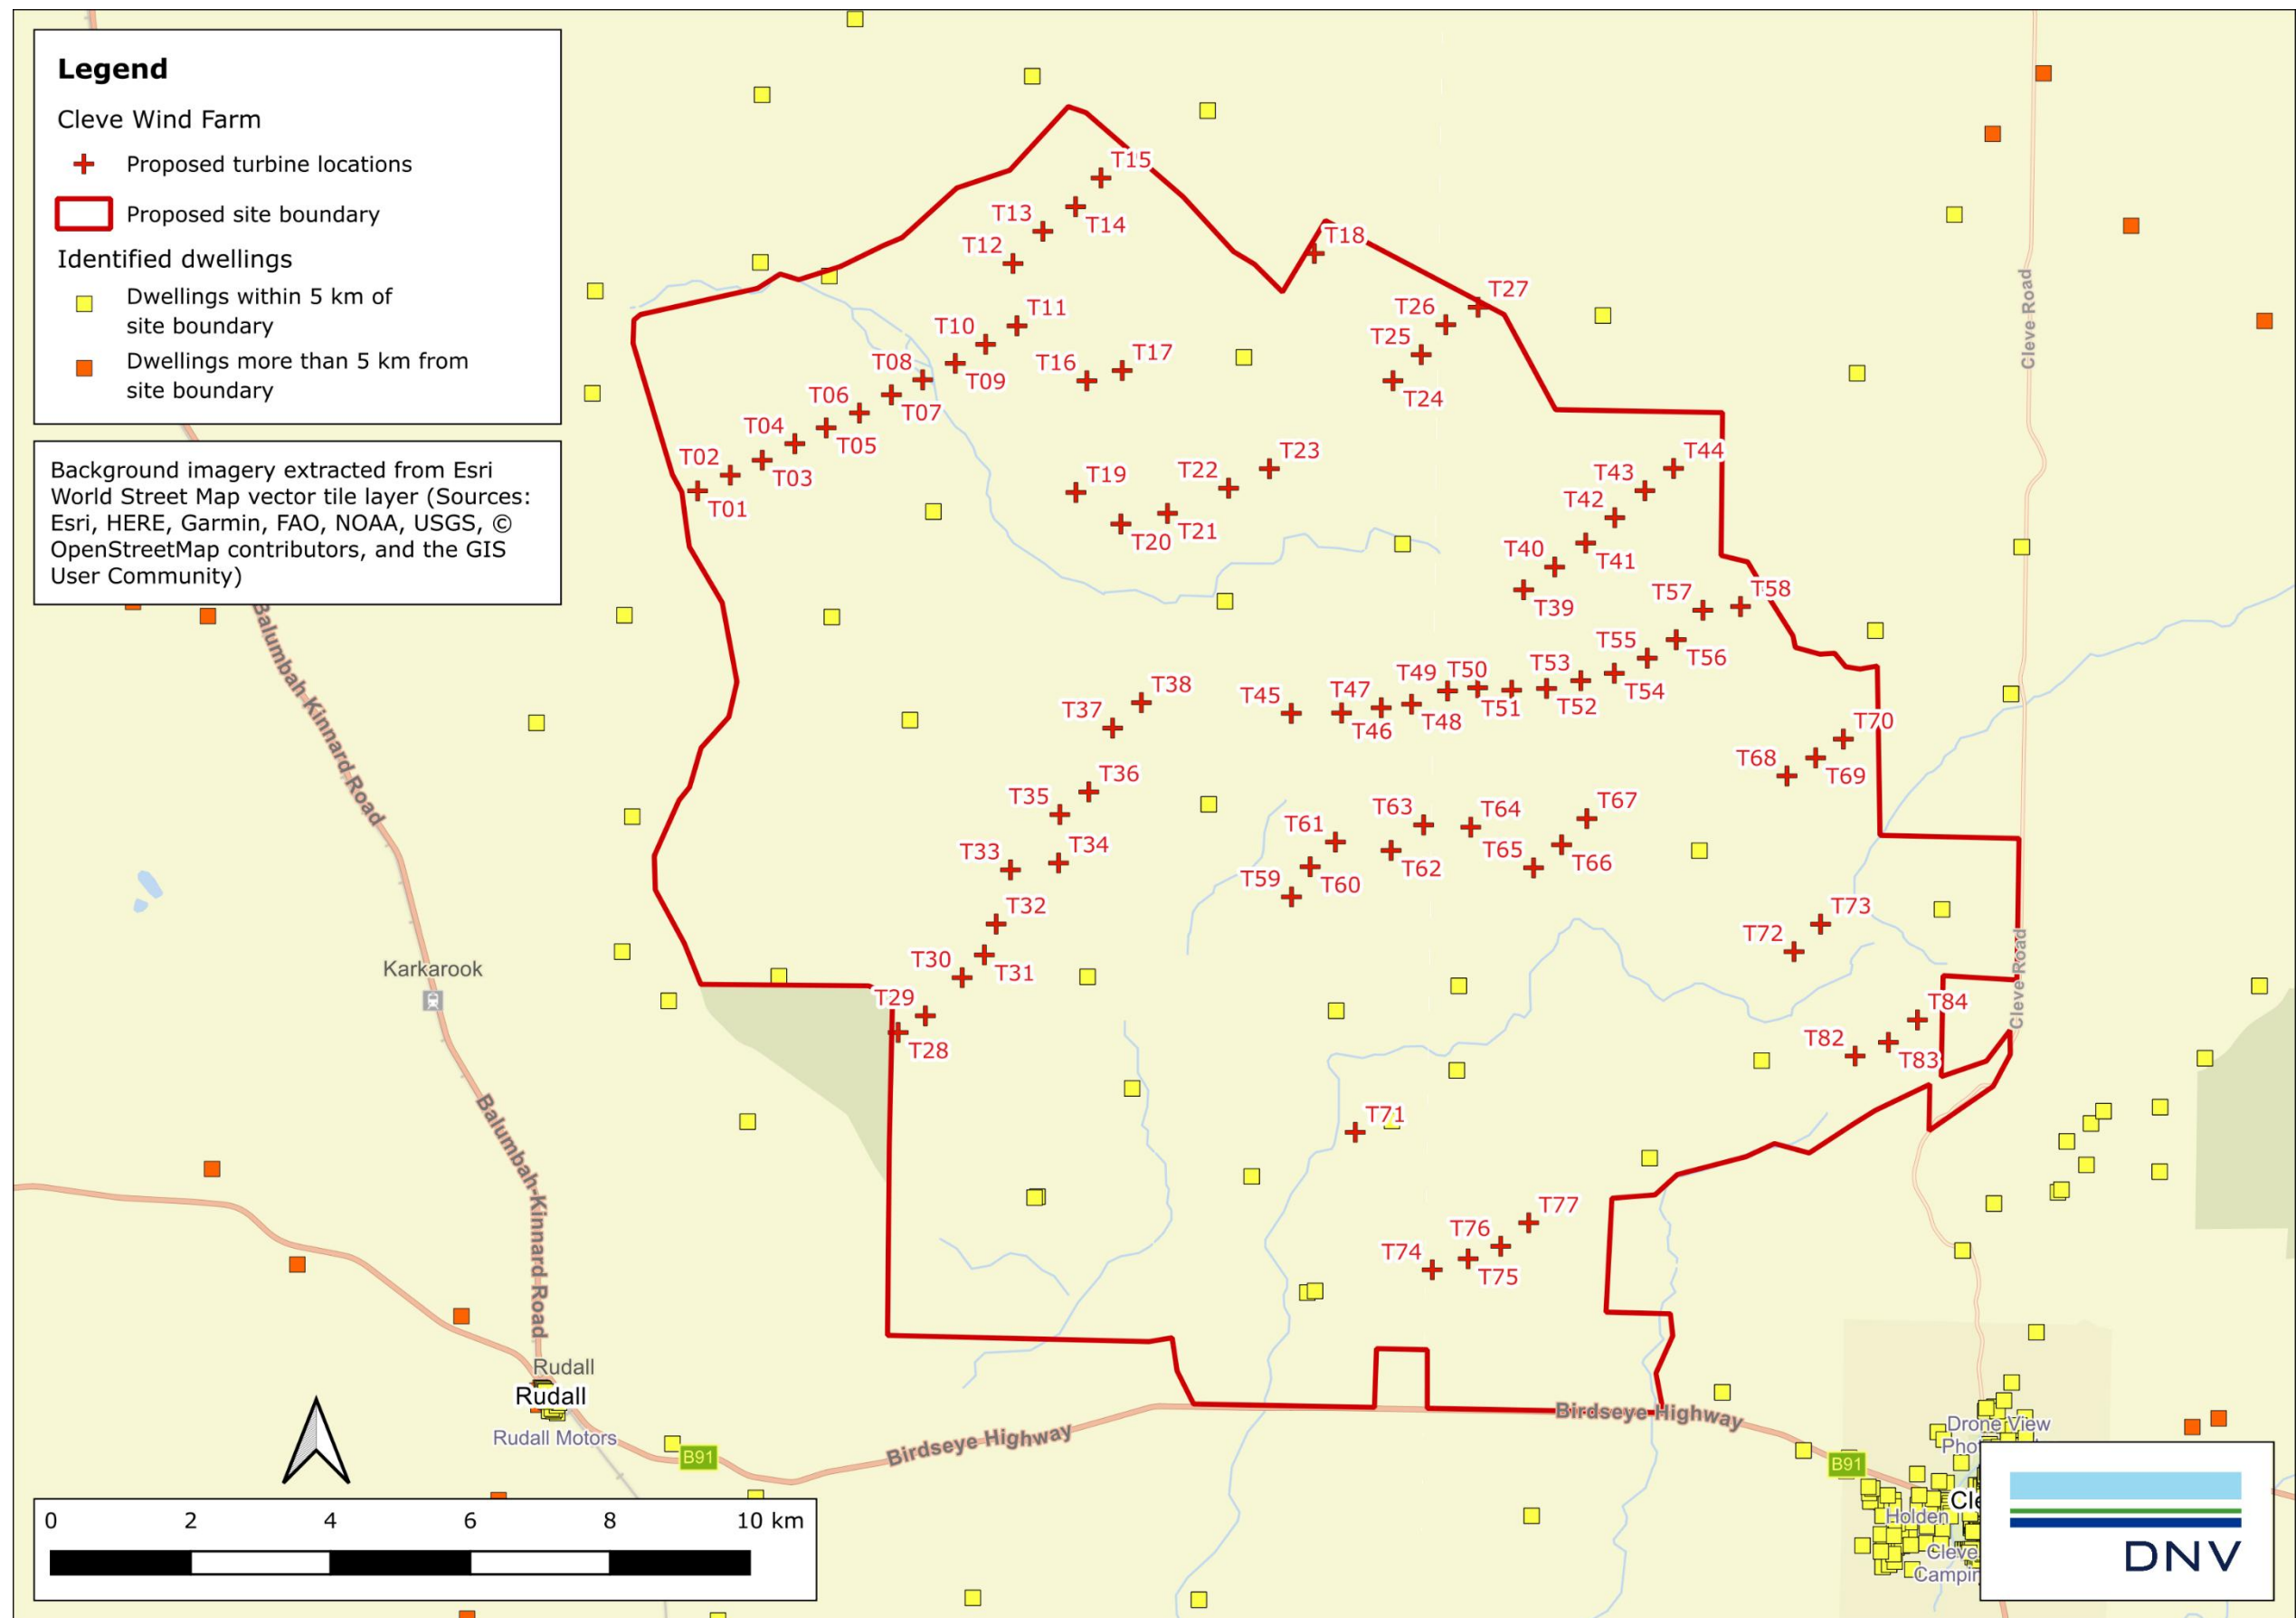 Legend
Cleve Wind Farm
Proposed turbine locations
Proposed site boundary
Identified dwellings
Dwellings within 5 km of
site boundary
Dwellings more than 5 km from
site boundary
Background imagery extracted from Esri
World Street Map vector tile layer (Sources:
Esri, HERE, Garmin, FAO, NOAA, USGS, ©
OpenStreetMap contributors, and the GIS
User Community)
T15
T13
T14
T12
T18
T27
T26
T11
T10
T25
T17
T16
T08
T09
T24
T06
T07
T04
T05
T44
T23
T02
T03
T22
T43
T19
T42
T01
T21
T20
T40
T41
T57
T58
T39
T55
T56
T53
T49
T50
T38
T54
T45
T47
T51
T52
T37
T48
T46
T70
T68
T69
T36
T35
T63
T64
T67
T61
T34
T33
T65
T66
T62
T59
T60
T32
T73
T72
T30
T31
T29
T84
T28
T82
T83
T71
T77
T76
T74
T75
Cleve Road
Cleve Road
Balumbah Kinnard Road
Karkarook
Balumbah-Kinnard Road
Rudall
Rudall
Rudall Motors
B91
Birdseye Highway
Birdseye Highway
B91
Drone View
Pho
Cle
Holden
Cleve
Campin
0 2 4 6 8 10 km
DNV